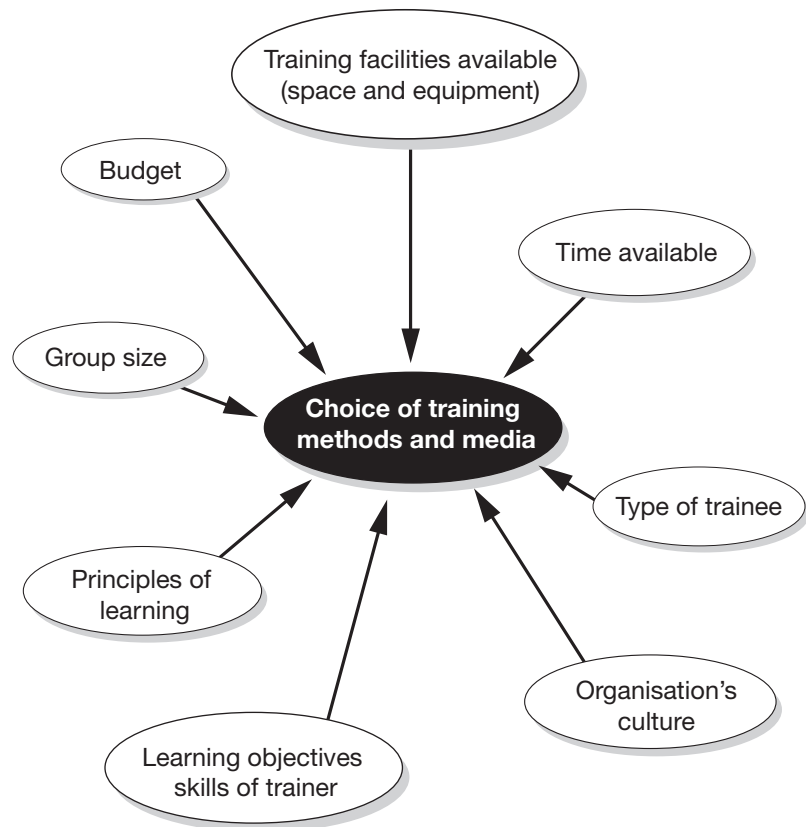 Training facilities available
(space and equipment)
Budget
Time available
Group size
Choice of training
methods and media
Type of trainee
Principles of
learning
Organisation's
culture
Learning objectives
skills of trainer